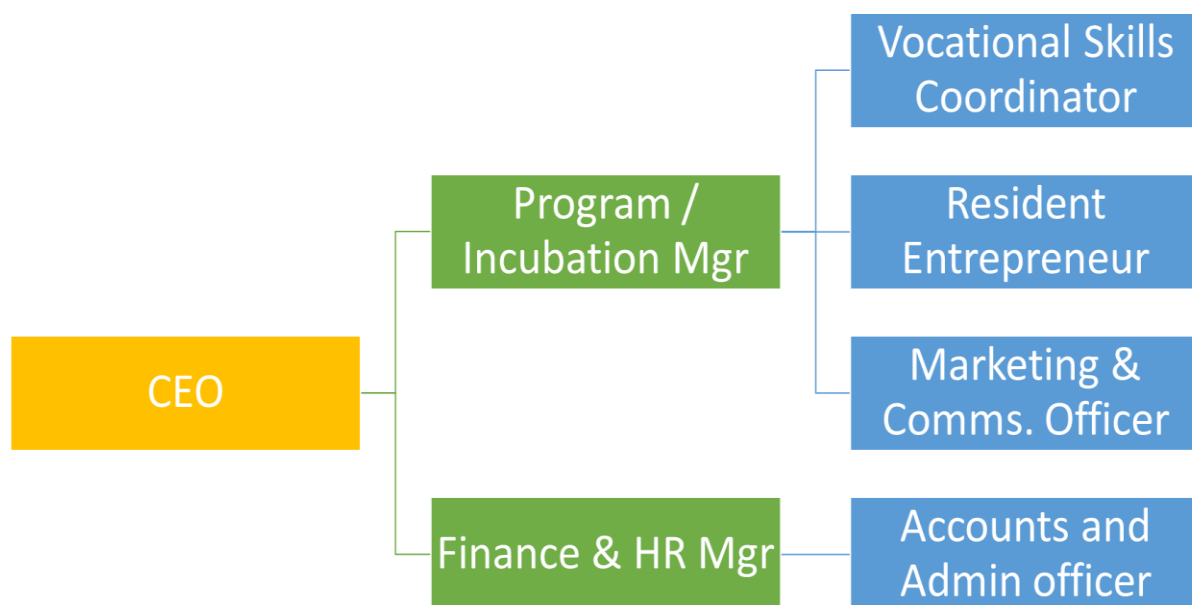 Vocational Skills
Coordinator
Program /
Incubation Mgr
Resident
Entrepreneur
CEO
Marketing &
Comms. Officer
Finance & HR Mgr
Accounts and
Admin officer